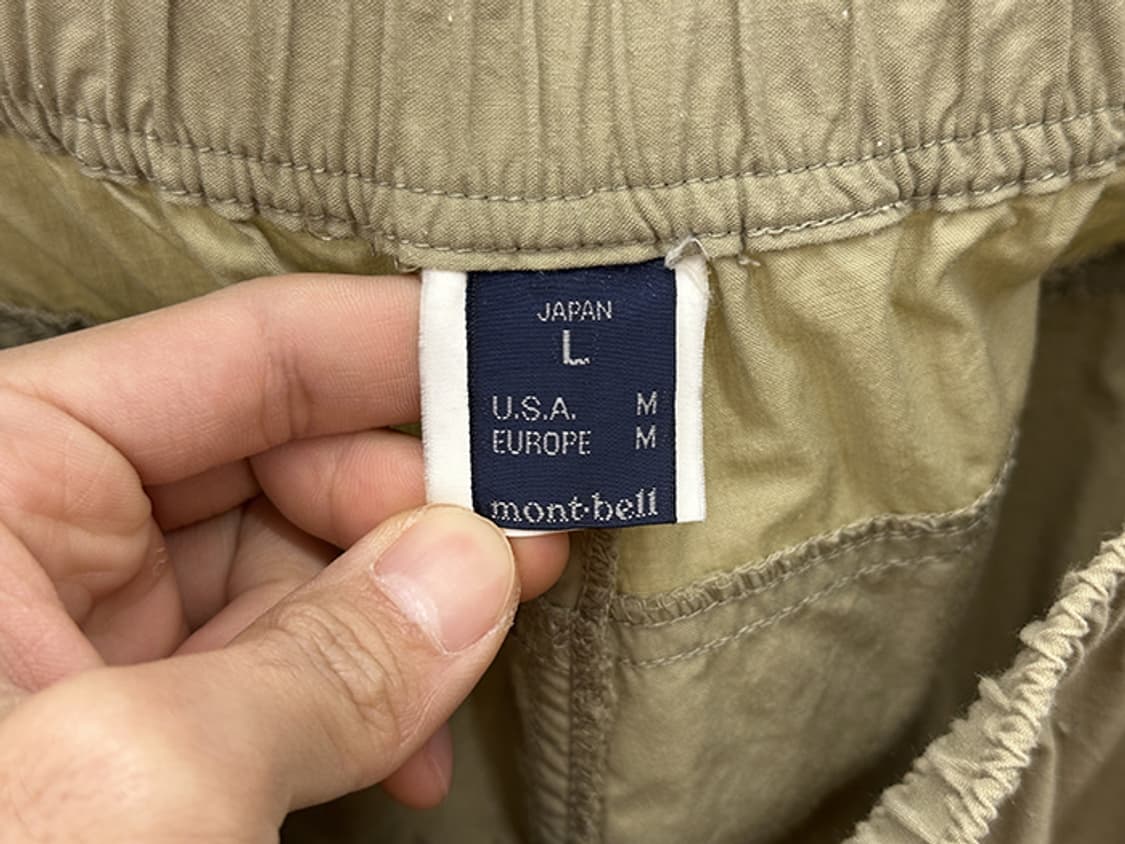 JAPAN
L
U.S.A. M
EUROPE M
mont·bell